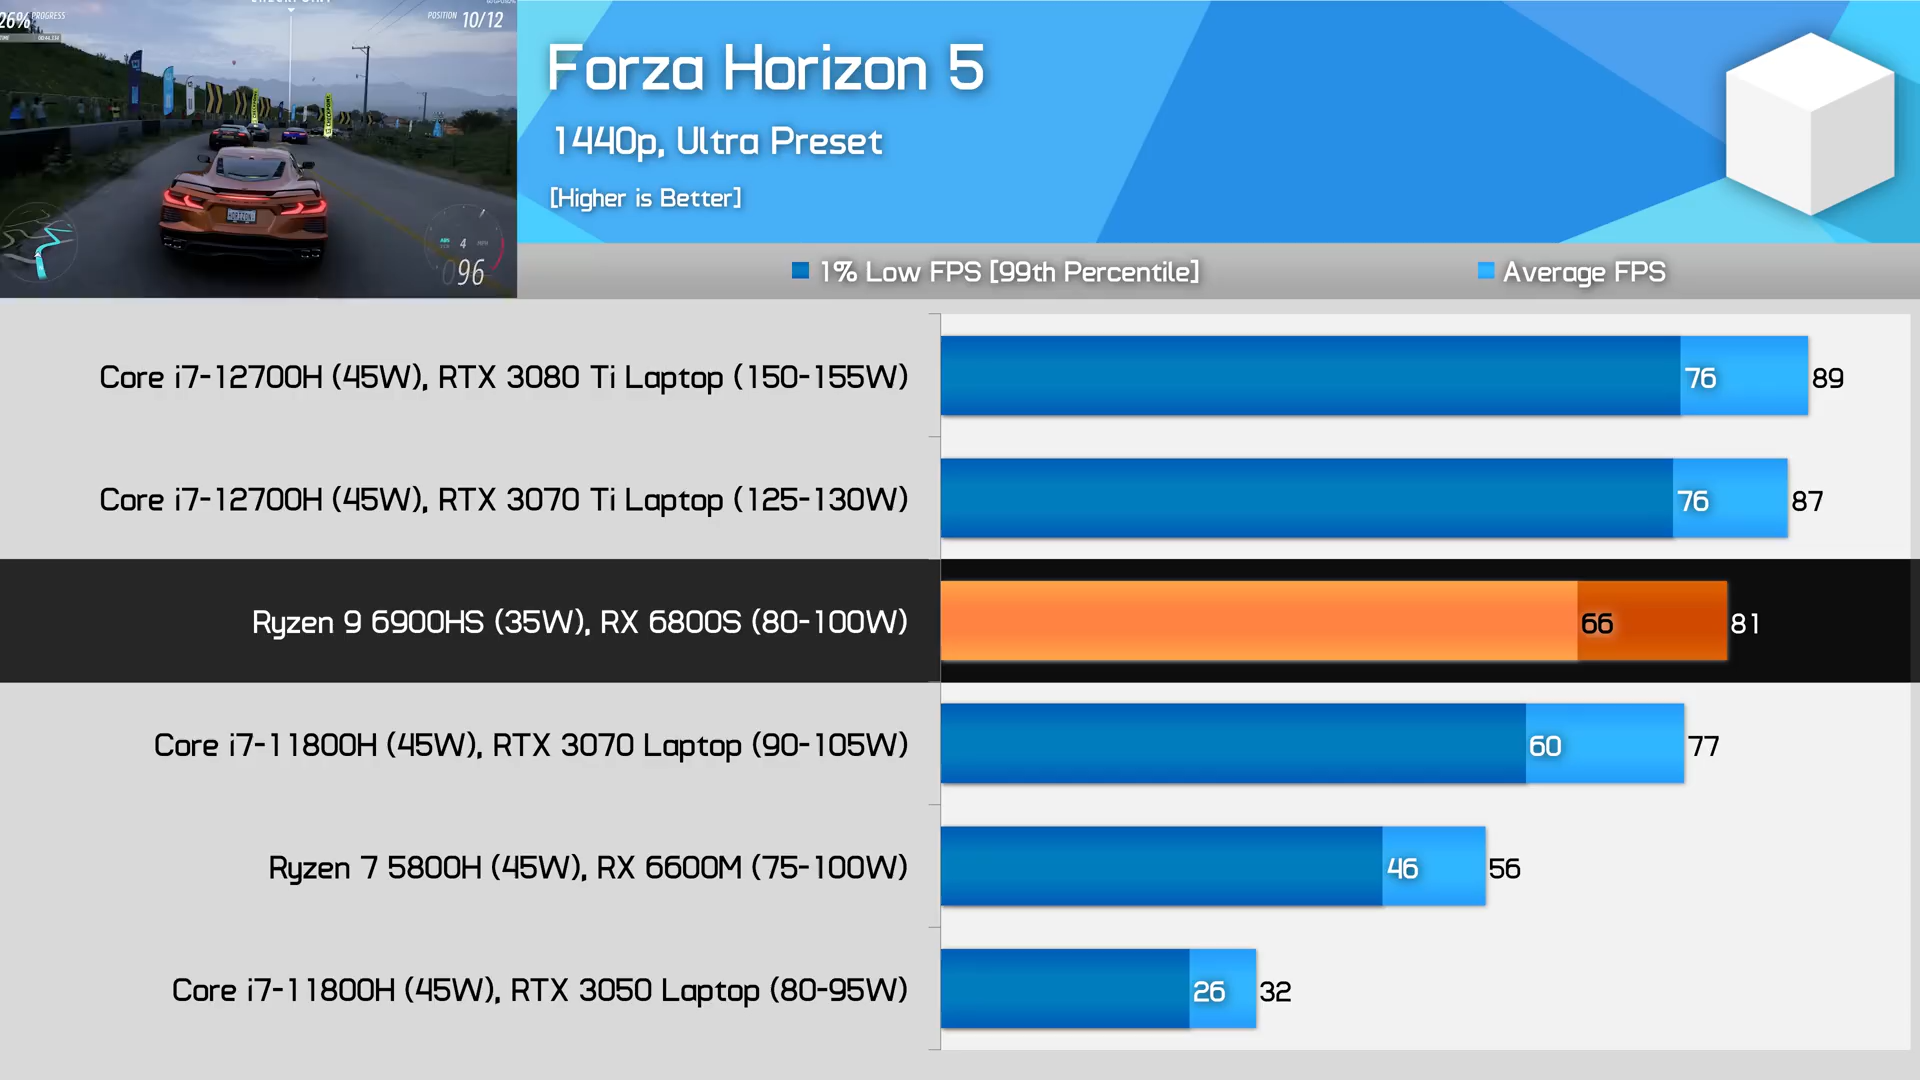 26% PROGRESS
POSITION 10/12
4 MPH
096
Forza Horizon 5
1440p, Ultra Preset
[Higher is Better]
1% Low FPS [99th Percentile]
Average FPS
Core i7-12700H (45W), RTX 3080 Ti Laptop (150-155W)
76
89
Core i7-12700H (45W), RTX 3070 Ti Laptop (125-130W)
76
87
Ryzen 9 6900HS (35W), RX 6800S (80-100W)
66
81
Core i7-11800H (45W), RTX 3070 Laptop (90-105W)
60
77
Ryzen 7 5800H (45W), RX 6600M (75-100W)
46
56
Core i7-11800H (45W), RTX 3050 Laptop (80-95W)
26
32